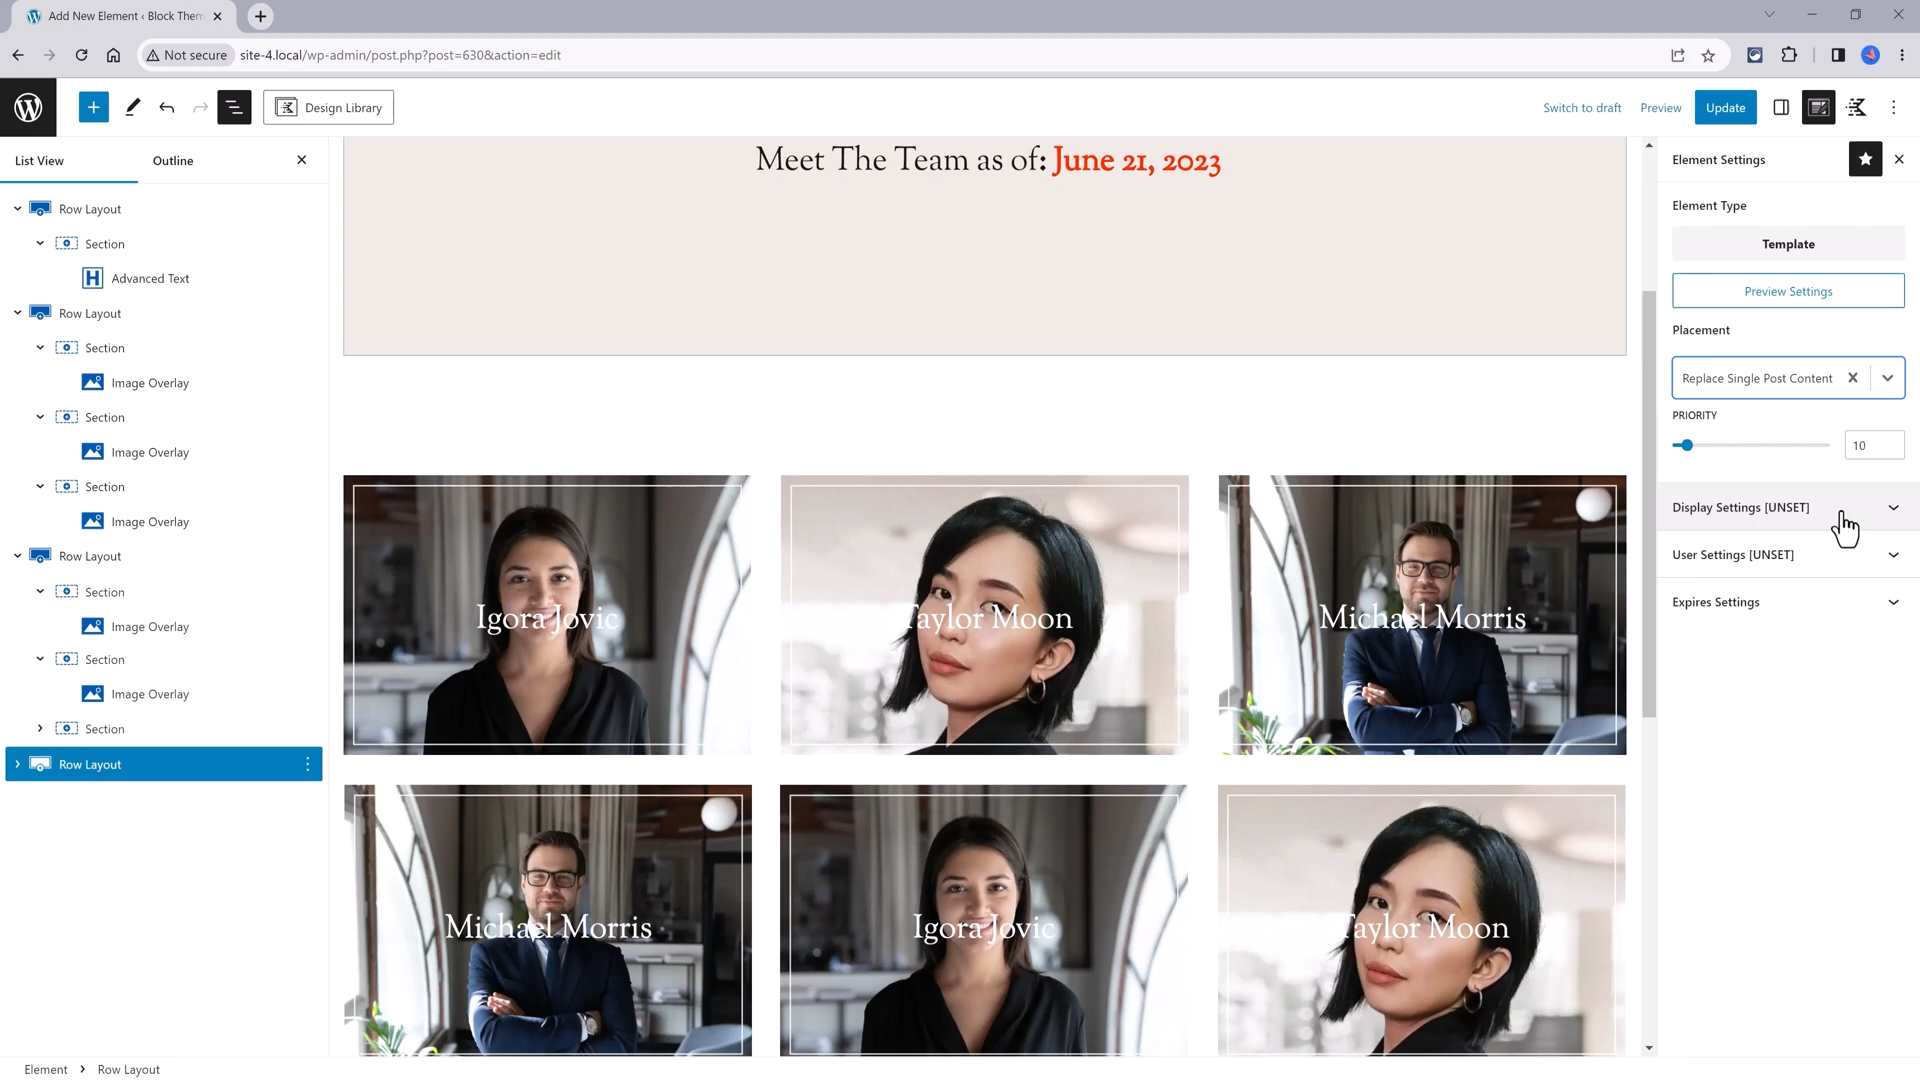 Add New Element ‹ Block Them
Not secure
site-4.local/wp-admin/post.php?post=630&action=edit
Design Library
Switch to draft
Preview
Update
List View
Outline
Row Layout
Section
H
Advanced Text
Row Layout
Section
Image Overlay
Section
Image Overlay
Section
Image Overlay
Row Layout
Section
Image Overlay
Section
Image Overlay
Section
Row Layout
Meet The Team as of: June 21, 2023
Igora Jovic
Taylor Moon
Michael Morris
Michael Morris
Igora Jovic
Taylor Moon
Element Settings
Element Type
Template
Preview Settings
Placement
Replace Single Post Content
PRIORITY
10
Display Settings [UNSET]
User Settings [UNSET]
Expires Settings
Element
Row Layout